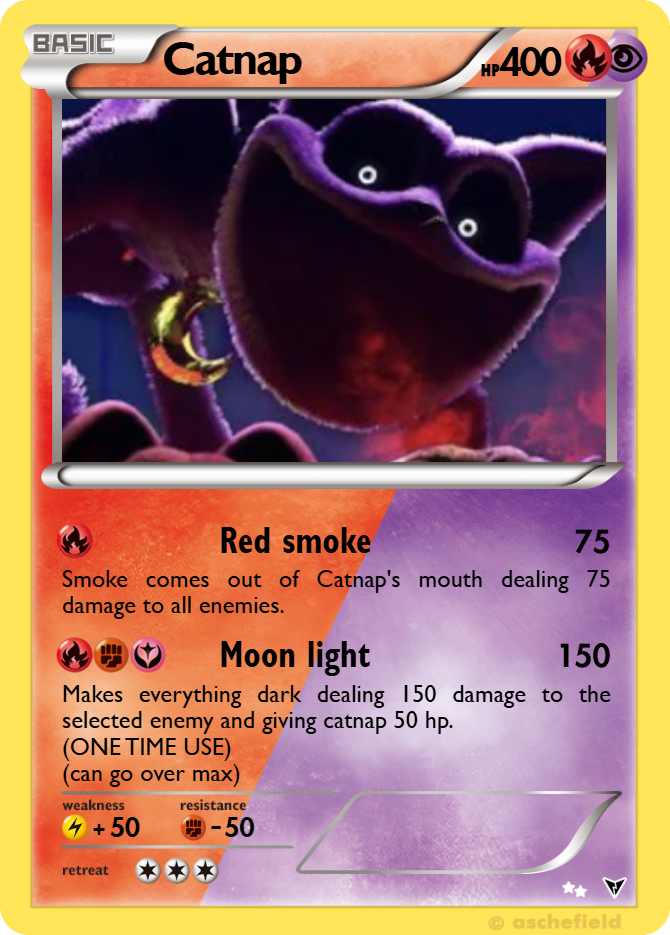 BASIC
Catnap
HP400
Red smoke 75
Smoke comes out of Catnap's mouth dealing 75
damage to all enemies.
Moon light 150
Makes everything dark dealing 150 damage to the
selected enemy and giving catnap 50 hp.
(ONE TIME USE)
(can go over max)
weakness resistance
+ 50 - 50
retreat
© aschefield